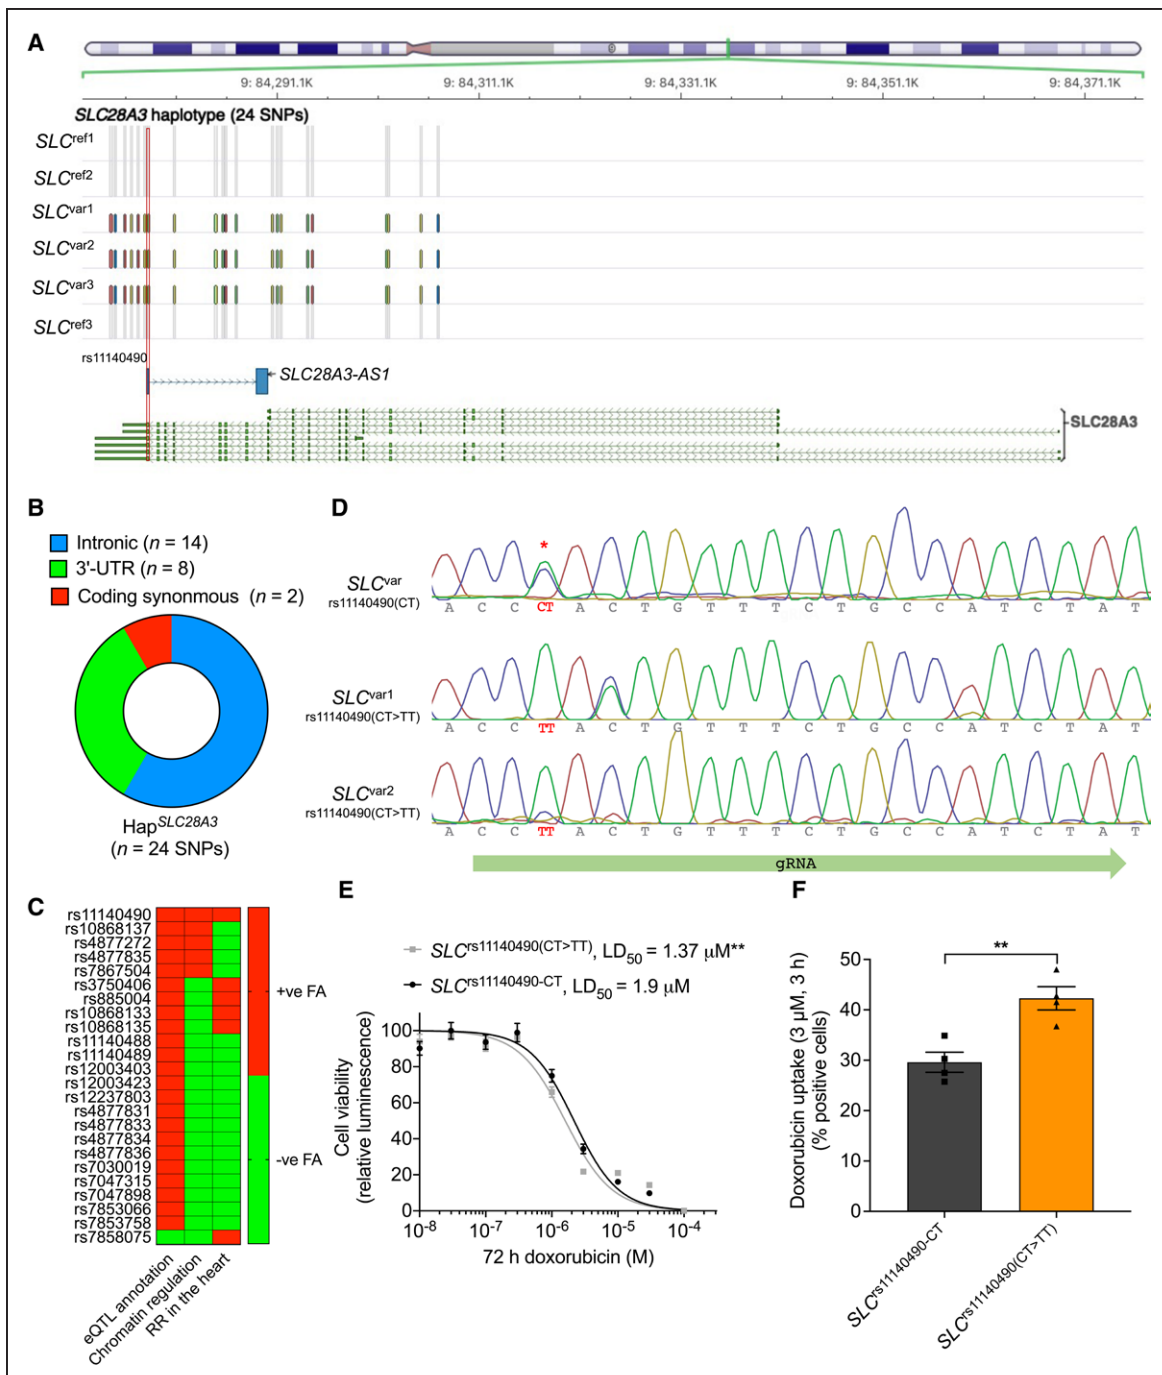 A
9: 84,291.1K 9: 84,311.1K 9: 84,331.1K 9: 84,351.1K 9: 84,371.1K
SLC28A3 haplotype (24 SNPs)
SLCref1
SLCref2
SLCvar1
SLCvar2
SLCvar3
SLCref3
rs11140490
SLC28A3-AS1
SLC28A3
B
Intronic (n = 14)
3'-UTR (n = 8)
Coding synonmous (n = 2)
HapSLC28A3
(n = 24 SNPs)
C
rs11140490
rs10868137
rs4877272
rs4877835
rs7867504
rs3750406
rs885004
rs10868133
rs10868135
rs11140488
rs11140489
rs12003403
rs12003423
rs12237803
rs4877831
rs4877833
rs4877834
rs4877836
rs7030019
rs7047315
rs7047898
rs7853066
rs7853758
rs7858075
+ve FA
-ve FA
eQTL annotation
Chromatin regulation
RR in the heart
D
*
SLCvar
rs11140490(CT)
A C C CT A C T G T T T C T G C C A T C T A T
SLCvar1
rs11140490(CT>TT)
A C C TT A C T G T T T C T G C C A T C T A T
SLCvar2
rs11140490(CT>TT)
A C C TT A C T G T T T C T G C C A T C T A T
gRNA
E
SLCrs11140490(CT>TT), LD50 = 1.37 µM**
SLCrs11140490-CT, LD50 = 1.9 µM
Cell viability
(relative luminescence)
100
80
60
40
20
0
10-8 10-7 10-6 10-5 10-4
72 h doxorubicin (M)
F
**
Doxorubicin uptake (3 µM, 3 h)
(% positive cells)
50
40
30
20
10
0
SLCrs11140490-CT
SLCrs11140490(CT>TT)